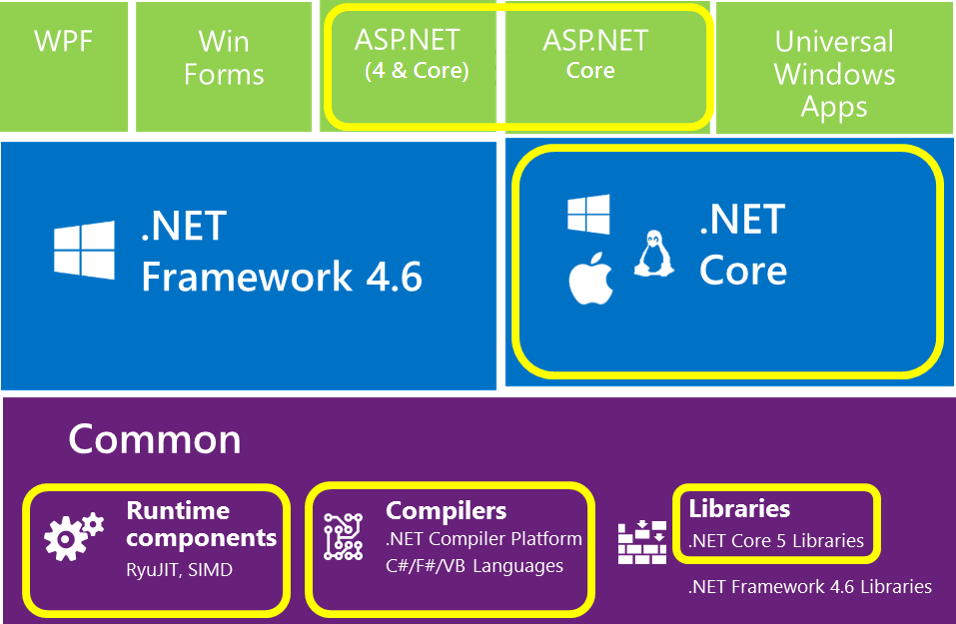 WPF
Win
Forms
ASP.NET
(4 & Core)
ASP.NET
Core
Universal
Windows
Apps
.NET
Framework 4.6
.NET
Core
Common
Runtime
components
RyuJIT, SIMD
Compilers
.NET Compiler Platform
C#/F#/VB Languages
Libraries
.NET Core 5 Libraries
.NET Framework 4.6 Libraries